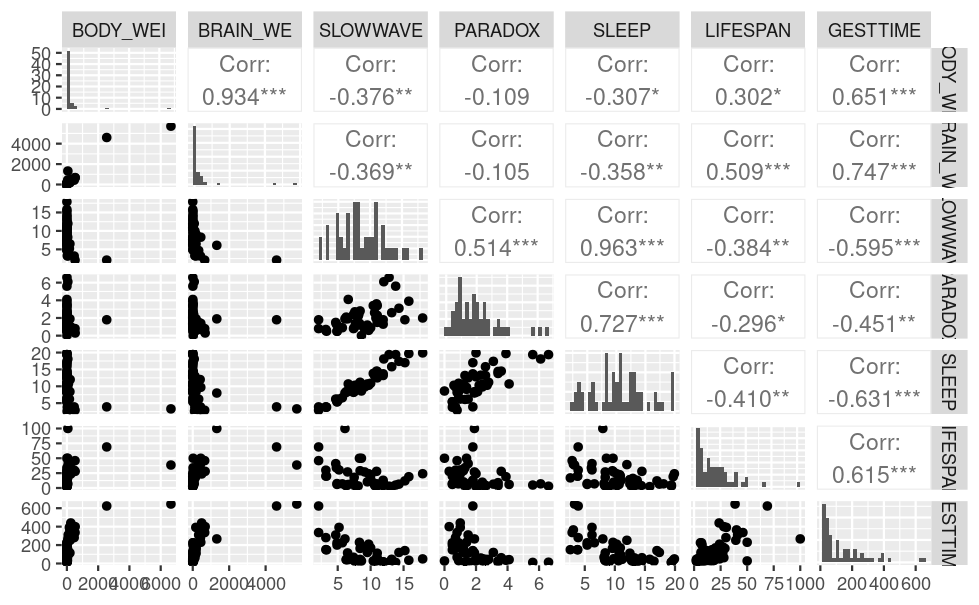 BODY_WEI BRAIN_WE SLOWWAVE PARADOX SLEEP LIFESPAN GESTTIME
50
40
30
20
10
0
Corr: Corr: Corr: Corr: Corr: Corr:
0.934*** -0.376** -0.109 -0.307* 0.302* 0.651***
ODY_W
4000
2000
0
Corr: Corr: Corr: Corr: Corr:
-0.369** -0.105 -0.358** 0.509*** 0.747***
RAIN_W
15
10
5
Corr: Corr: Corr: Corr:
0.514*** 0.963*** -0.384** -0.595***
OWWAV
6
4
2
0
Corr: Corr: Corr:
0.727*** -0.296* -0.451**
ARADO
20
15
10
5
Corr: Corr:
-0.410** -0.631***
SLEEP
100
75
50
25
0
Corr:
0.615***
IFESPA
600
400
200
0
ESTTIM
0 2000 4000 6000 0 2000 4000 5 10 15 0 2 4 6 5 10 15 20 0 25 50 75 100 0 200 400 600